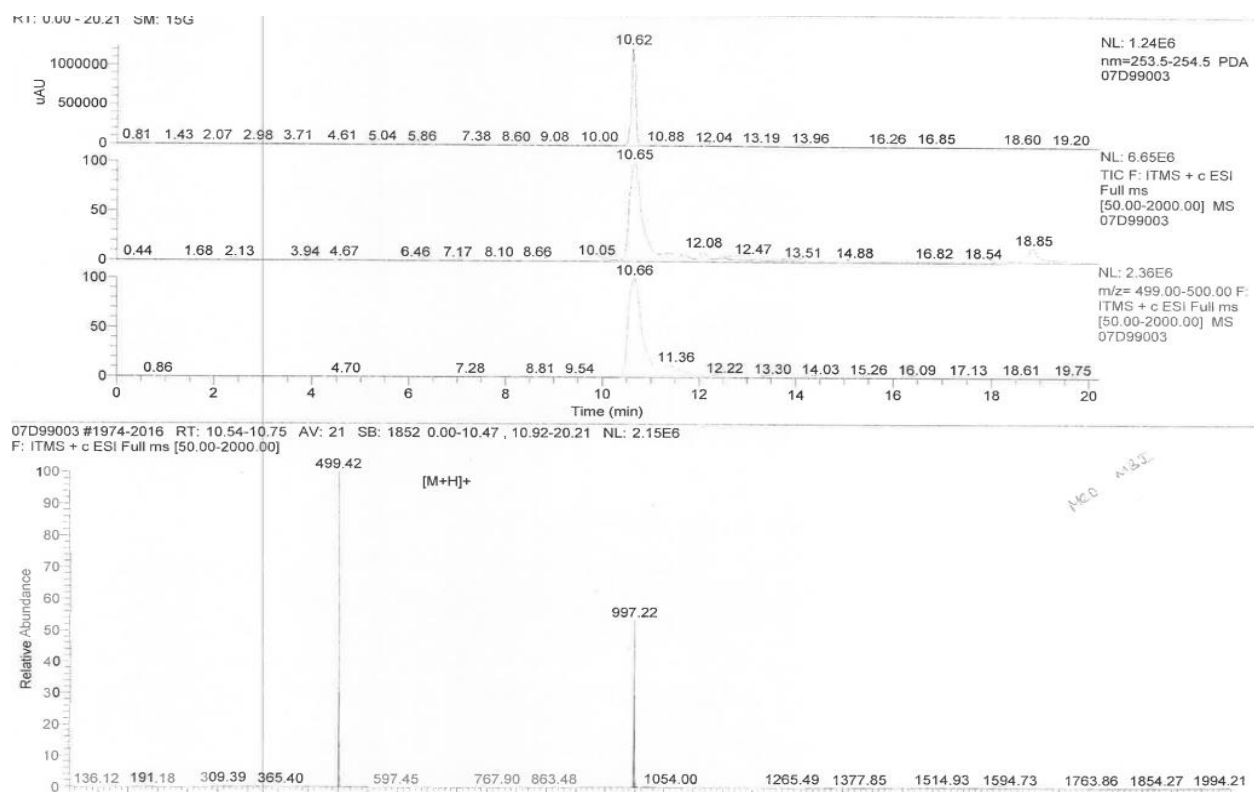 RT: 0.00 - 20.21 SM: 15G
10.62
NL: 1.24E6
nm=253.5-254.5 PDA
07D99003
uAU
1000000
500000
0
0.81 1.43 2.07 2.98 3.71 4.61 5.04 5.86 7.38 8.60 9.08 10.00 10.88 12.04 13.19 13.96 16.26 16.85 18.60 19.20
10.65
NL: 6.65E6
TIC F: ITMS + c ESI
Full ms
[50.00-2000.00] MS
07D99003
100
50
0
0.44 1.68 2.13 3.94 4.67 6.46 7.17 8.10 8.66 10.05 12.08 12.47 13.51 14.88 16.82 18.54 18.85
10.66
NL: 2.36E6
m/z= 499.00-500.00 F:
ITMS + c ESI Full ms
[50.00-2000.00] MS
07D99003
100
50
0
0.86 4.70 7.28 8.81 9.54 11.36 12.22 13.30 14.03 15.26 16.09 17.13 18.61 19.75
0 2 4 6 8 10 12 14 16 18 20
Time (min)
07D99003 #1974-2016 RT: 10.54-10.75 AV: 21 SB: 1852 0.00-10.47 , 10.92-20.21 NL: 2.15E6
F: ITMS + c ESI Full ms [50.00-2000.00]
499.42
[M+H]+
997.22
Relative Abundance
100
90
80
70
60
50
40
30
20
10
0
136.12 191.18 309.39 365.40 597.45 767.90 863.48 1054.00 1265.49 1377.85 1514.93 1594.73 1763.86 1854.27 1994.21